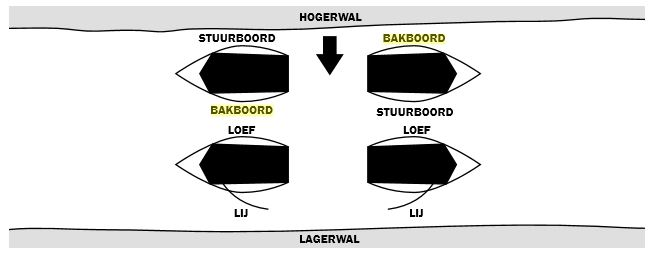 HOGERWAL
STUURBOORD
BAKBOORD
BAKBOORD
STUURBOORD
LOEF
LOEF
LIJ
LIJ
LAGERWAL